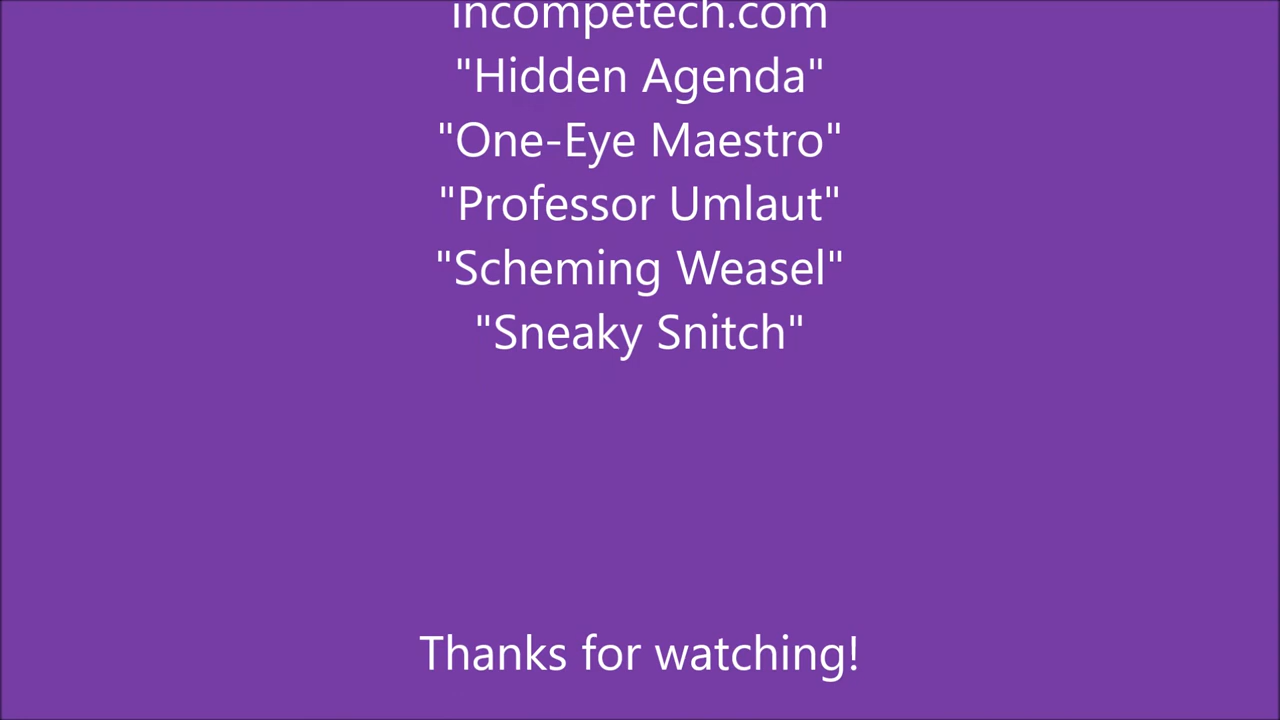 incompetech.com
"Hidden Agenda"
"One-Eye Maestro"
"Professor Umlaut"
"Scheming Weasel"
"Sneaky Snitch"
Thanks for watching!